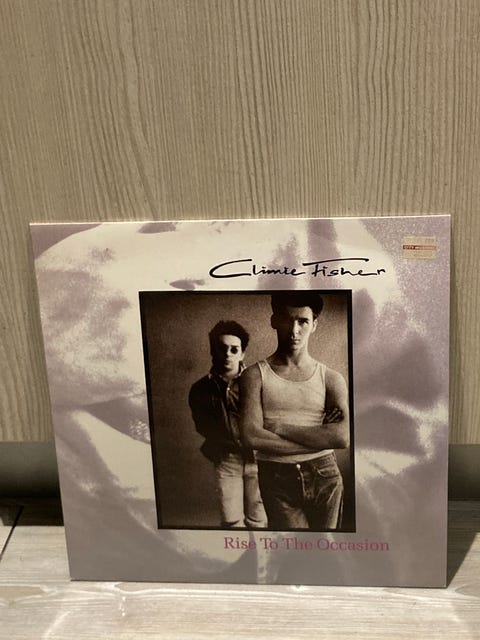 Climie Fisher
Rise To The Occasion